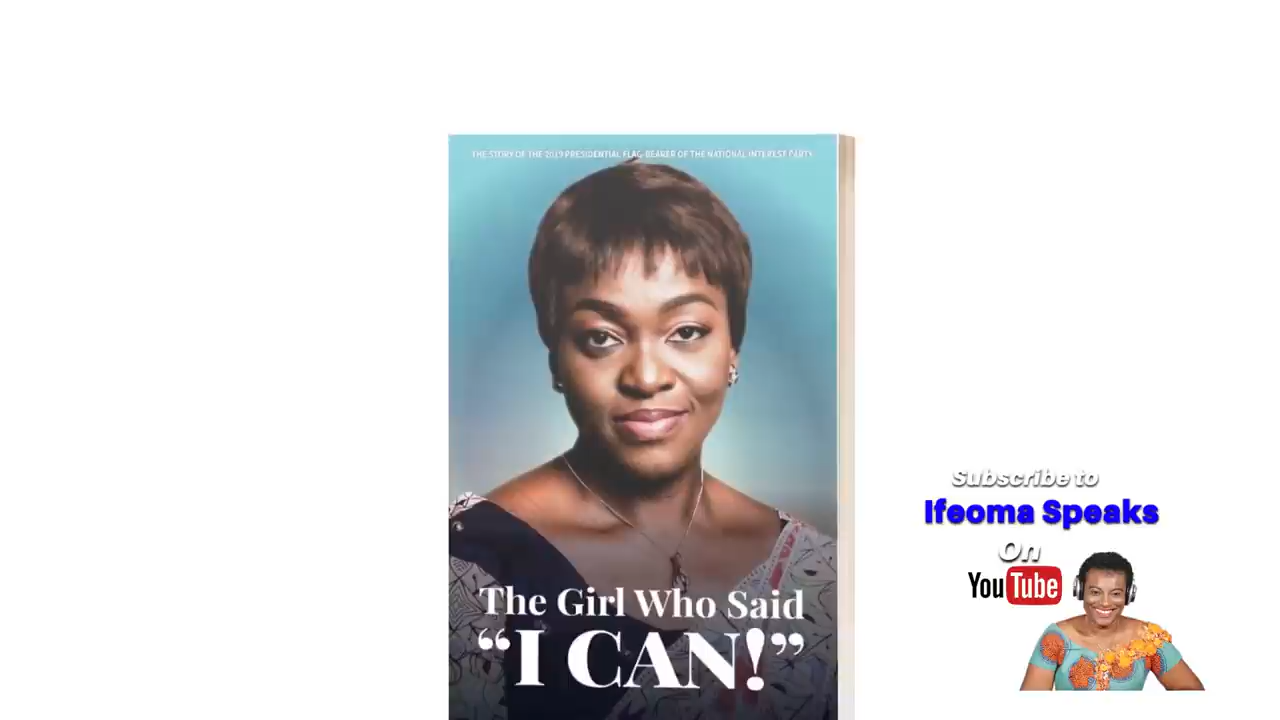 THE STORY OF THE 2019 PRESIDENTIAL FLAG-BEARER OF THE NATIONAL INTEREST PARTY
The Girl Who Said
“I CAN!”
Subscribe to
Ifeoma Speaks
On
YouTube